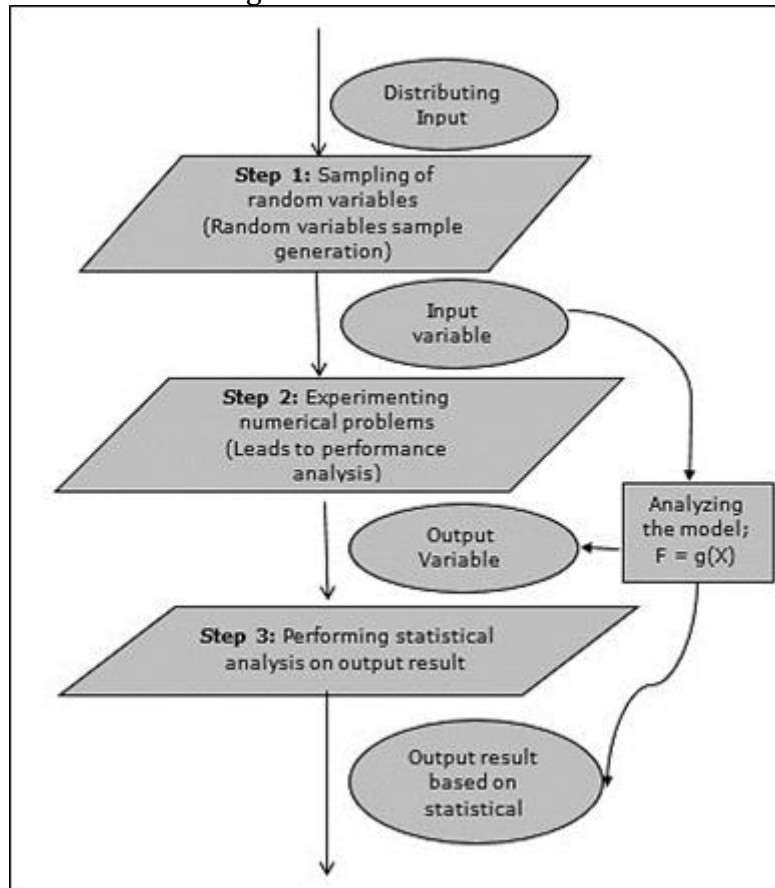 Distributing
Input
Step 1: Sampling of
random variables
(Random variables sample
generation)
Input
variable
Step 2: Experimenting
numerical problems
(Leads to performance
analysis)
Analyzing
the model;
F = g(X)
Output
Variable
Step 3: Performing statistical
analysis on output result
Output result
based on
statistical